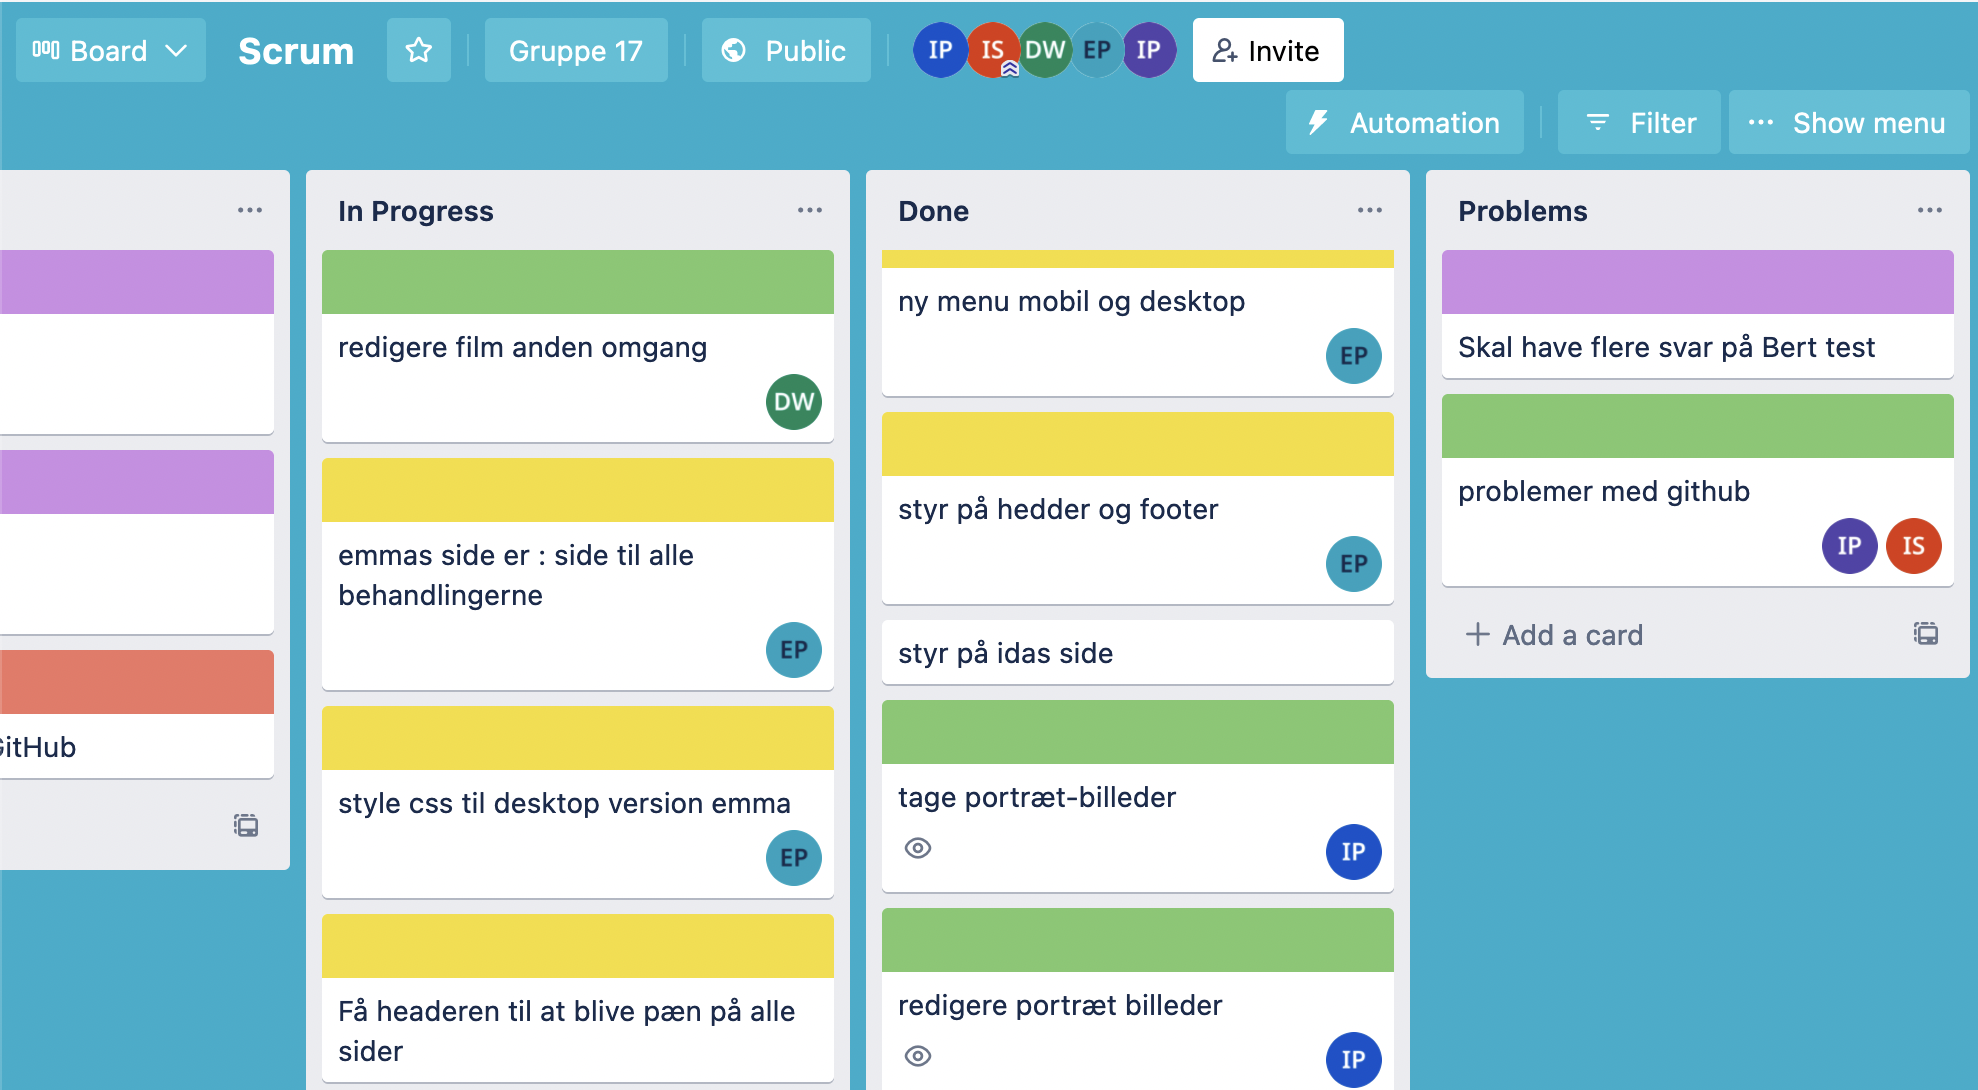 Board
Scrum
Gruppe 17
Public
IP
IS
DW
EP
IP
Invite
Automation
Filter
Show menu
GitHub
In Progress
redigere film anden omgang
DW
emmas side er : side til alle
behandlingerne
EP
style css til desktop version emma
EP
Få headeren til at blive pæn på alle
sider
Done
ny menu mobil og desktop
EP
styr på hedder og footer
EP
styr på idas side
tage portræt-billeder
IP
redigere portræt billeder
IP
Problems
Skal have flere svar på Bert test
problemer med github
IP
IS
Add a card